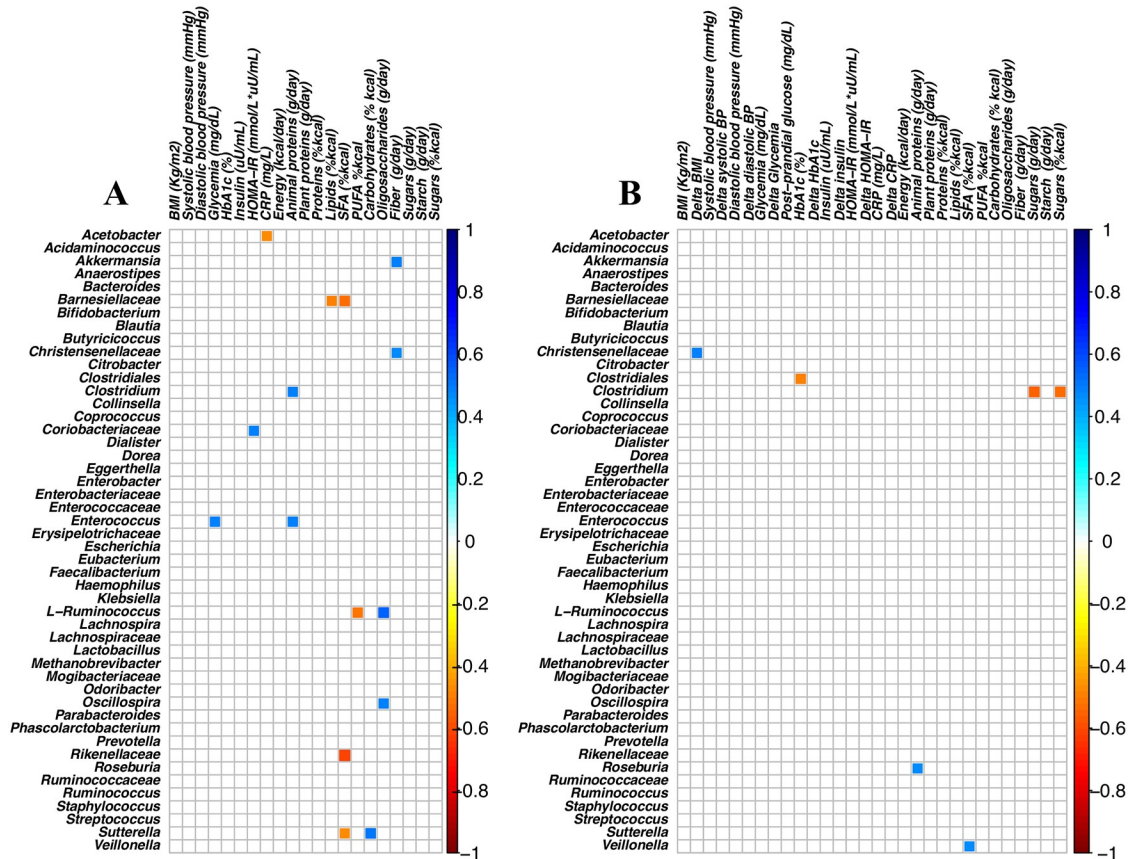 A
BMI (Kg/m2)
Systolic blood pressure (mmHg)
Diastolic blood pressure (mmHg)
Glycemia (mg/dL)
HbA1c (%)
Insulin (uU/mL)
HOMA−IR (mmol/L*uU/mL)
CRP (mg/L)
Energy (kcal/day)
Animal proteins (g/day)
Plant proteins (g/day)
Proteins (%kcal)
Lipids (%kcal)
SFA (%kcal)
PUFA %kcal
Carbohydrates (% kcal)
Oligosaccharides (g/day)
Fiber (g/day)
Sugars (g/day)
Starch (g/day)
Sugars (%kcal)
Acetobacter
Acidaminococcus
Akkermansia
Anaerostipes
Bacteroides
Barnesiellaceae
Bifidobacterium
Blautia
Butyricicoccus
Christensenellaceae
Citrobacter
Clostridiales
Clostridium
Collinsella
Coprococcus
Coriobacteriaceae
Dialister
Dorea
Eggerthella
Enterobacter
Enterobacteriaceae
Enterococcaceae
Enterococcus
Erysipelotrichaceae
Escherichia
Eubacterium
Faecalibacterium
Haemophilus
Klebsiella
L−Ruminococcus
Lachnospira
Lachnospiraceae
Lactobacillus
Methanobrevibacter
Mogibacteriaceae
Odoribacter
Oscillospira
Parabacteroides
Phascolarctobacterium
Prevotella
Rikenellaceae
Roseburia
Ruminococcaceae
Ruminococcus
Staphylococcus
Streptococcus
Sutterella
Veillonella
1
0.8
0.6
0.4
0.2
0
−0.2
−0.4
−0.6
−0.8
−1
B
BMI (Kg/m2)
Delta BMI
Systolic blood pressure (mmHg)
Delta systolic BP
Diastolic blood pressure (mmHg)
Delta diastolic BP
Glycemia (mg/dL)
Delta Glycemia
Post−prandial glucose (mg/dL)
HbA1c (%)
Delta HbA1c
Insulin (uU/mL)
Delta insulin
HOMA−IR (mmol/L*uU/mL)
Delta HOMA−IR
CRP (mg/L)
Delta CRP
Energy (kcal/day)
Animal proteins (g/day)
Plant proteins (g/day)
Proteins (%kcal)
Lipids (%kcal)
SFA (%kcal)
PUFA %kcal
Carbohydrates (% kcal)
Oligosaccharides (g/day)
Fiber (g/day)
Sugars (g/day)
Starch (g/day)
Sugars (%kcal)
Acetobacter
Acidaminococcus
Akkermansia
Anaerostipes
Bacteroides
Barnesiellaceae
Bifidobacterium
Blautia
Butyricicoccus
Christensenellaceae
Citrobacter
Clostridiales
Clostridium
Collinsella
Coprococcus
Coriobacteriaceae
Dialister
Dorea
Eggerthella
Enterobacter
Enterobacteriaceae
Enterococcaceae
Enterococcus
Erysipelotrichaceae
Escherichia
Eubacterium
Faecalibacterium
Haemophilus
Klebsiella
L−Ruminococcus
Lachnospira
Lachnospiraceae
Lactobacillus
Methanobrevibacter
Mogibacteriaceae
Odoribacter
Oscillospira
Parabacteroides
Phascolarctobacterium
Prevotella
Rikenellaceae
Roseburia
Ruminococcaceae
Ruminococcus
Staphylococcus
Streptococcus
Sutterella
Veillonella
1
0.8
0.6
0.4
0.2
0
−0.2
−0.4
−0.6
−0.8
−1